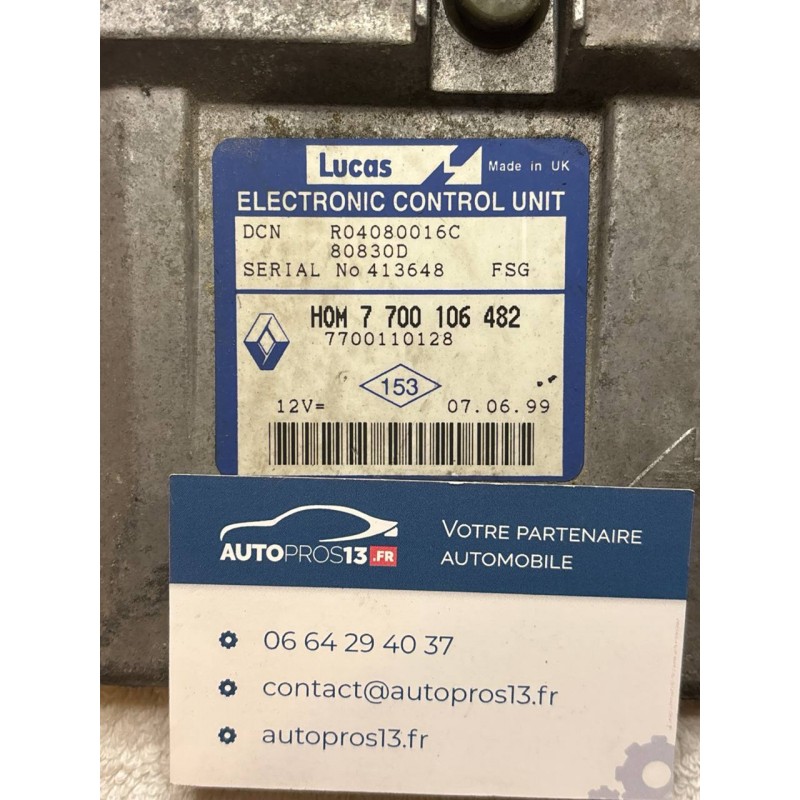 Lucas Made in UK
ELECTRONIC CONTROL UNIT
DCN R04080016C
80830D
SERIAL No 413648 FSG
HOM 7 700 106 482
7700110128
153
12V= 07.06.99
AUTOPROS13.FR
VOTRE PARTENAIRE
AUTOMOBILE
06 64 29 40 37
contact@autopros13.fr
autopros13.fr